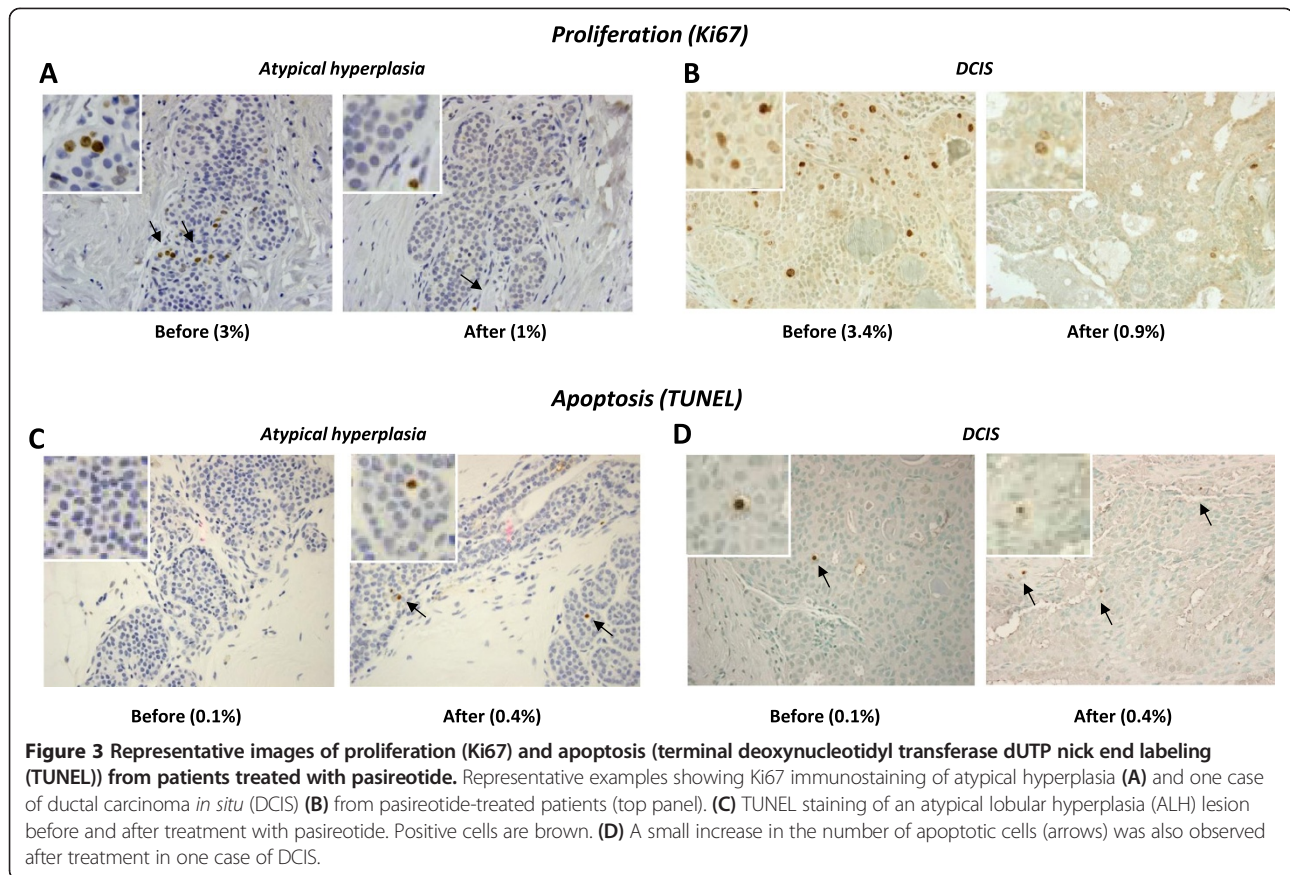 Proliferation (Ki67)
A
Atypical hyperplasia
B
DCIS
Before (3%)
After (1%)
Before (3.4%)
After (0.9%)
Apoptosis (TUNEL)
C
Atypical hyperplasia
D
DCIS
Before (0.1%)
After (0.4%)
Before (0.1%)
After (0.4%)
Figure 3 Representative images of proliferation (Ki67) and apoptosis (terminal deoxynucleotidyl transferase dUTP nick end labeling
(TUNEL)) from patients treated with pasireotide. Representative examples showing Ki67 immunostaining of atypical hyperplasia (A) and one case
of ductal carcinoma in situ (DCIS) (B) from pasireotide-treated patients (top panel). (C) TUNEL staining of an atypical lobular hyperplasia (ALH) lesion
before and after treatment with pasireotide. Positive cells are brown. (D) A small increase in the number of apoptotic cells (arrows) was also observed
after treatment in one case of DCIS.